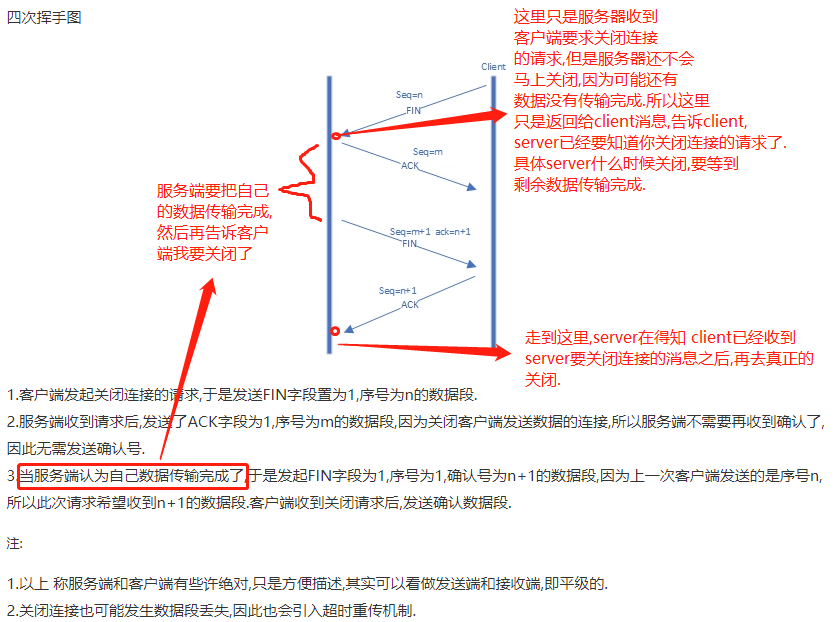 四次挥手图
这里只是服务器收到
客户端要求关闭连接
的请求,但是服务器还不会
马上关闭,因为可能还有
数据没有传输完成.所以这里
只是返回给client消息,告诉client,
server已经要知道你关闭连接的请求了.
具体server什么时候关闭,要等到
剩余数据传输完成.
Client
Seq=n
FIN
Seq=m
ACK
服务端要把自己
的数据传输完成,
然后再告诉客户
端我要关闭了
Seq=m+1 ack=n+1
FIN
Seq=n+1
ACK
走到这里,server在得知 client已经收到
server要关闭连接的消息之后,再去真正的
关闭.
1.客户端发起关闭连接的请求,于是发送FIN字段置为1,序号为n的数据段.
2.服务端收到请求后,发送了ACK字段为1,序号为m的数据段,因为关闭客户端发送数据的连接,所以服务端不需要再收到确认了,
因此无需发送确认号.
3.当服务端认为自己数据传输完成了,于是发起FIN字段为1,序号为1,确认号为n+1的数据段,因为上一次客户端发送的是序号n,
所以此次请求希望收到n+1的数据段.客户端收到关闭请求后,发送确认数据段.
注:
1.以上 称服务端和客户端有些许绝对,只是方便描述,其实可以看做发送端和接收端,即平级的.
2.关闭连接也可能发生数据段丢失,因此也会引入超时重传机制.